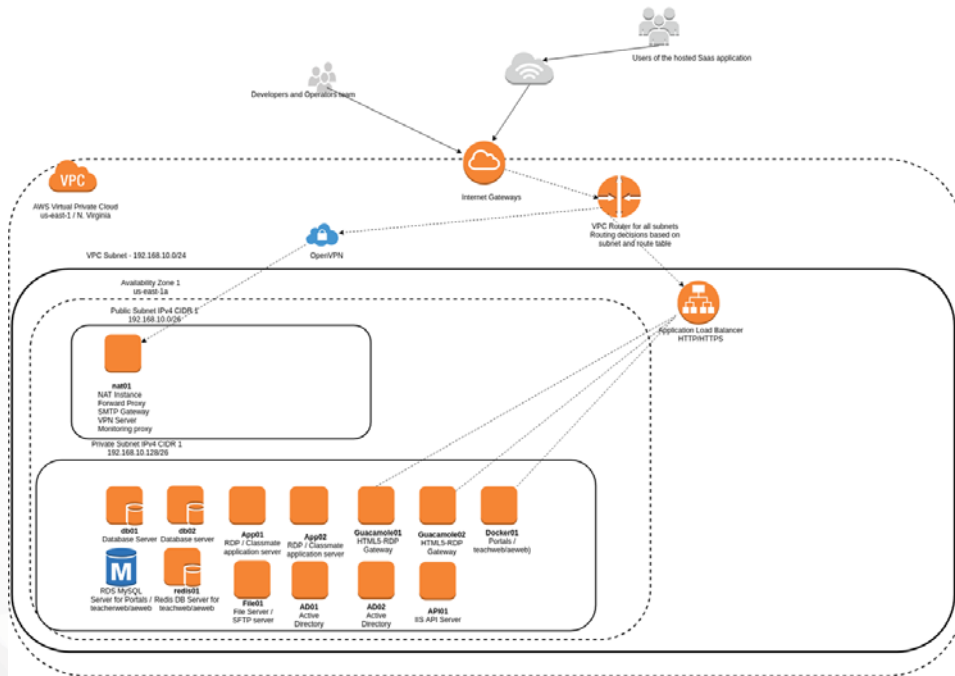 Users of the hosted Saas application
Developers and Operators team
Internet Gateways
VPC
AWS Virtual Private Cloud
us-east-1 / N. Virginia
VPC Router for all subnets
Routing decisions based on
subnet and route table
OpenVPN
VPC Subnet - 192.168.10.0/24
Availability Zone 1
us-east-1a
Public Subnet IPv4 CIDR 1
192.168.10.0/26
Application Load Balancer
HTTP/HTTPS
nat01
NAT Instance
Forward Proxy
SMTP Gateway
VPN Server
Monitoring proxy
Private Subnet IPv4 CIDR 1
192.168.10.128/26
db01
Database Server
db02
Database server
App01
RDP / Classmate
application server
App02
RDP / Classmate
application server
Guacamole01
HTML5-RDP
Gateway
Guacamole02
HTML5-RDP
Gateway
Docker01
Portals /
teachweb/aeweb)
M
RDS MySQL
Server for Portals /
teacherweb/aeweb
redis01
Redis DB Server for
teachweb/aeweb
File01
File Server /
SFTP server
AD01
Active
Directory
AD02
Active
Directory
API01
IIS API Server